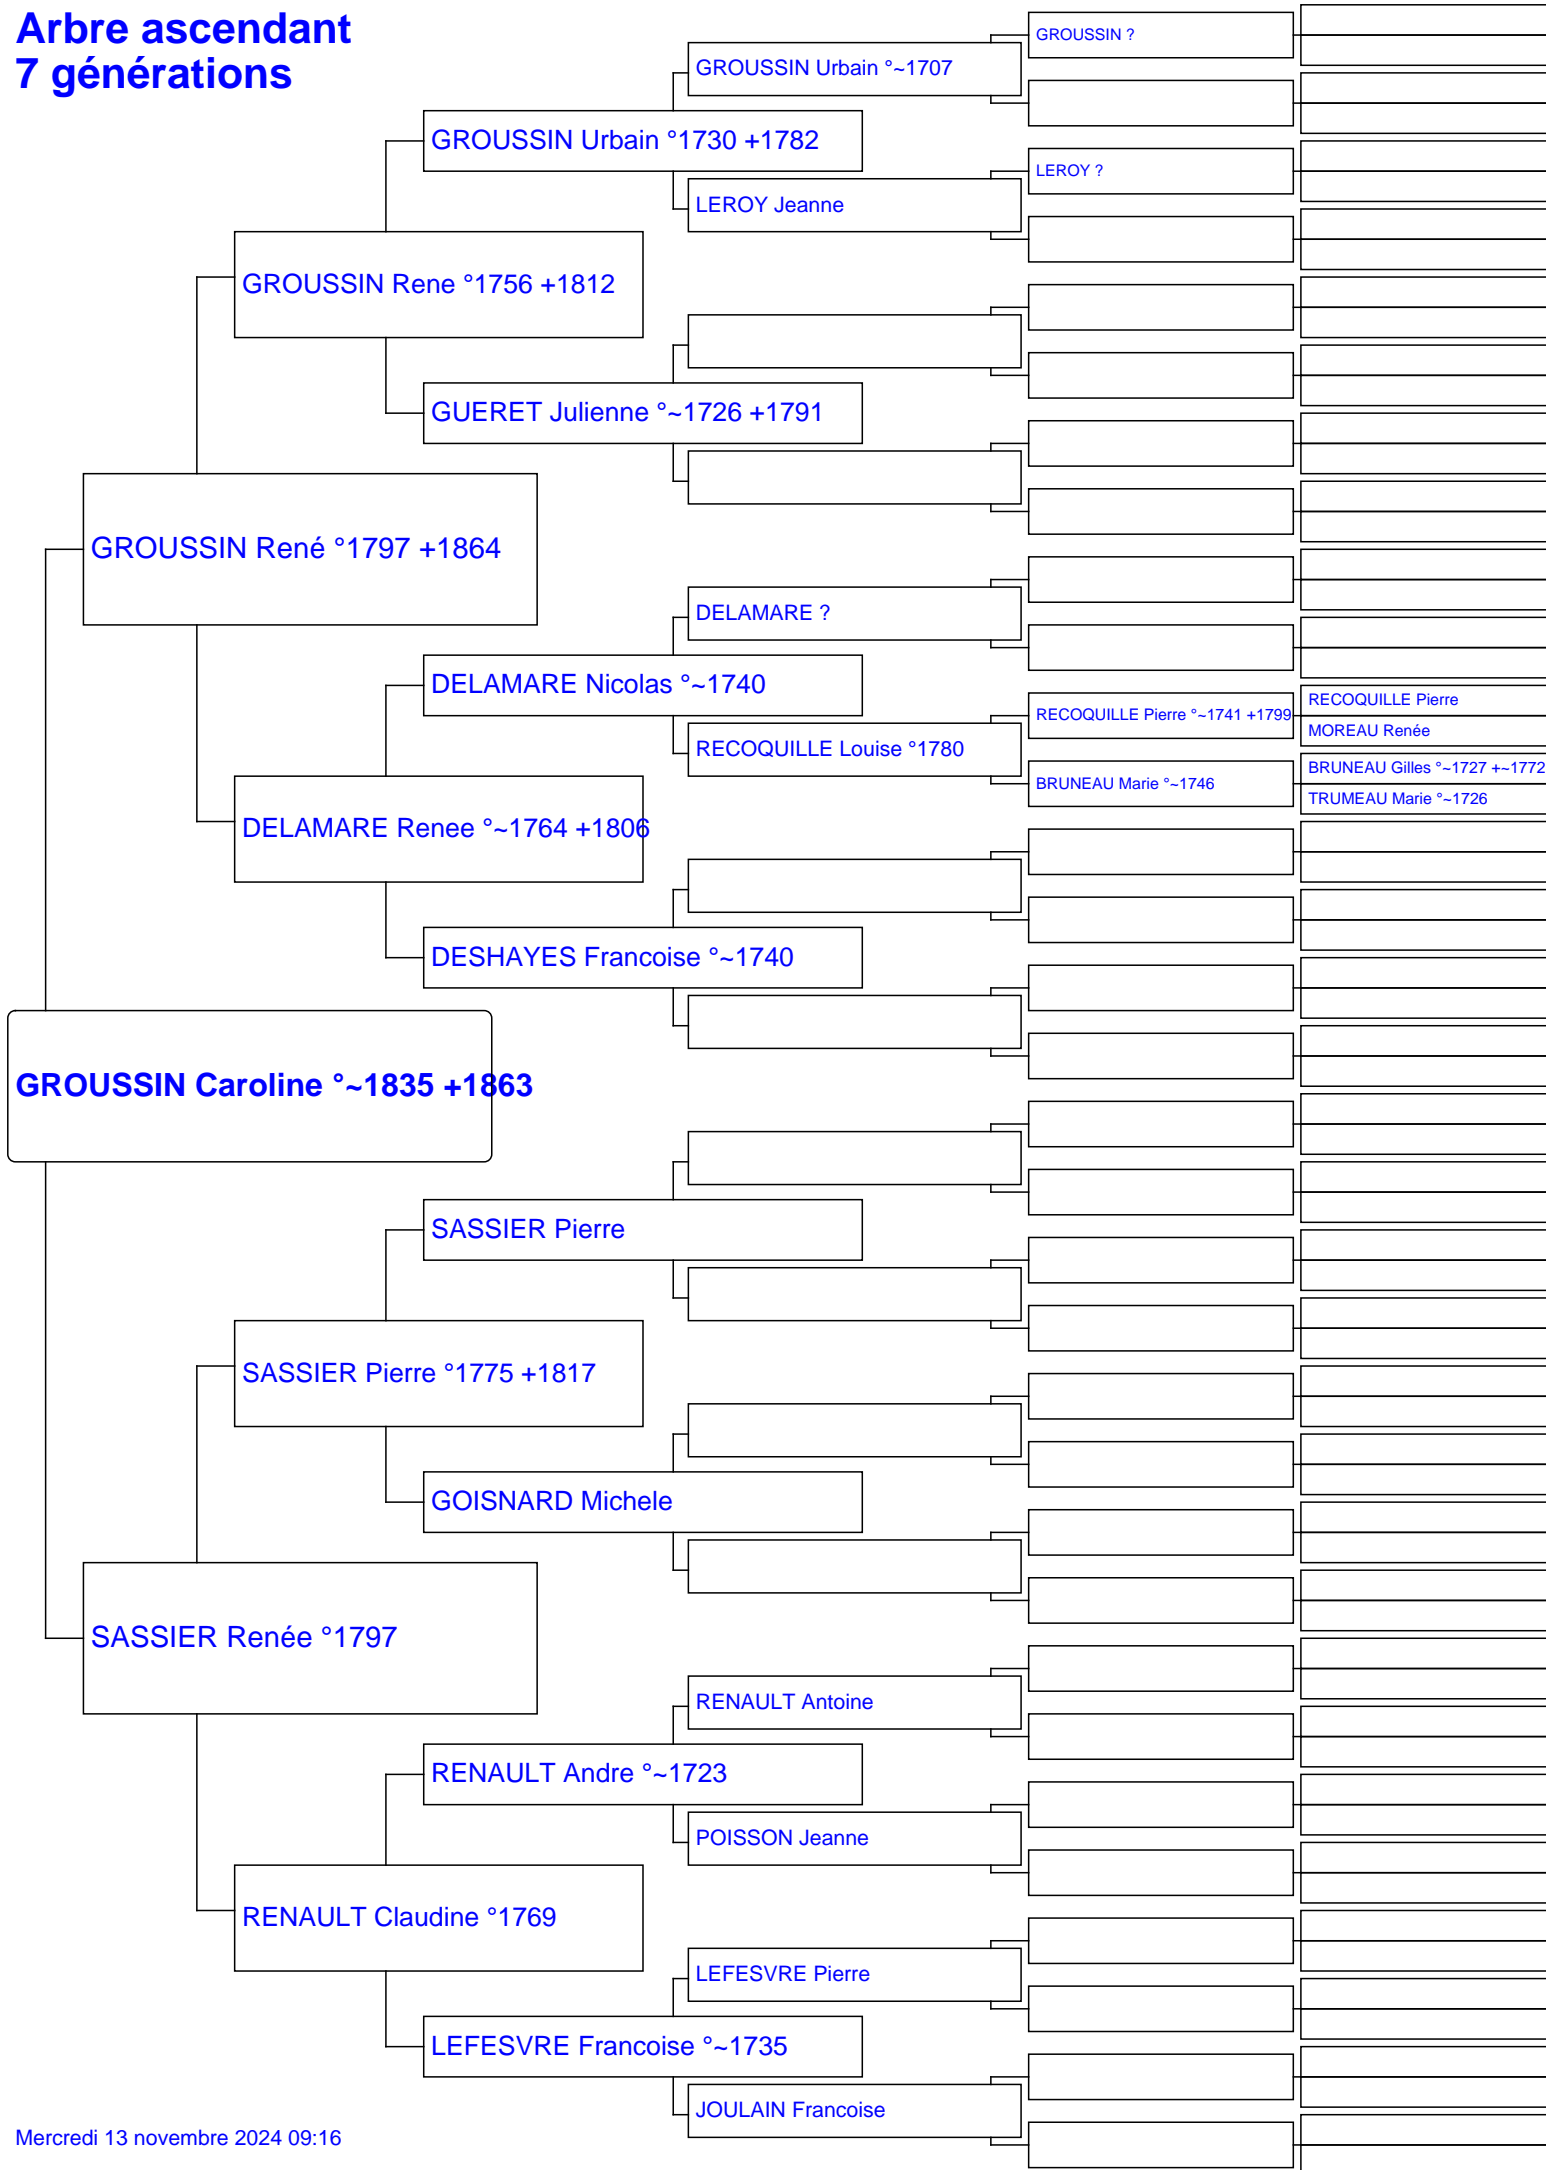 Arbre ascendant
7 générations
GROUSSIN ?
GROUSSIN Urbain °~1707
GROUSSIN Urbain °1730 +1782
LEROY ?
LEROY Jeanne
GROUSSIN Rene °1756 +1812
GUERET Julienne °~1726 +1791
GROUSSIN René °1797 +1864
DELAMARE ?
DELAMARE Nicolas °~1740
RECOQUILLE Pierre
RECOQUILLE Pierre °~1741 +1799
MOREAU Renée
RECOQUILLE Louise °1780
BRUNEAU Gilles °~1727 +~1772
BRUNEAU Marie °~1746
TRUMEAU Marie °~1726
DELAMARE Renee °~1764 +1806
DESHAYES Francoise °~1740
GROUSSIN Caroline °~1835 +1863
SASSIER Pierre
SASSIER Pierre °1775 +1817
GOISNARD Michele
SASSIER Renée °1797
RENAULT Antoine
RENAULT Andre °~1723
POISSON Jeanne
RENAULT Claudine °1769
LEFESVRE Pierre
LEFESVRE Francoise °~1735
JOULAIN Francoise
Mercredi 13 novembre 2024 09:16